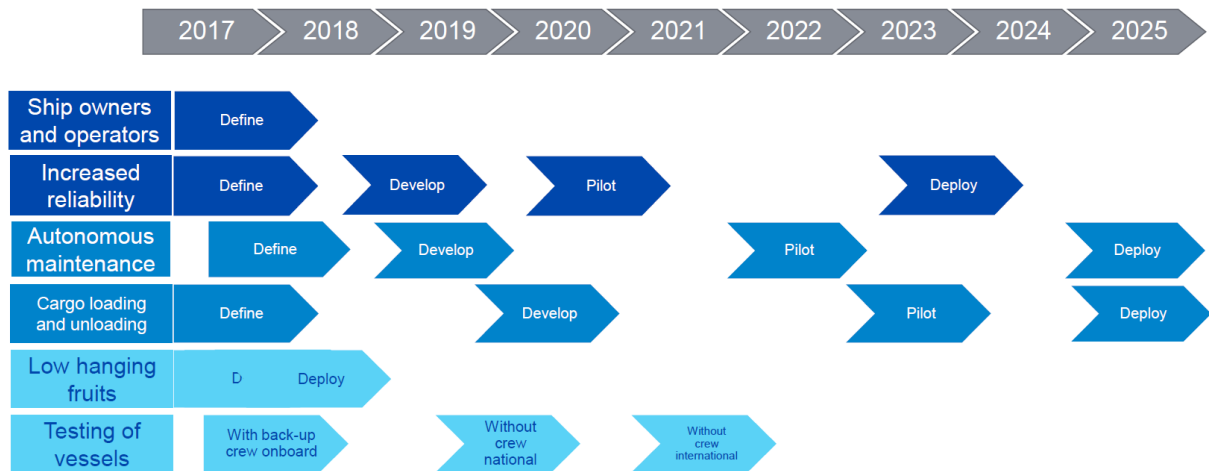 2017 2018 2019 2020 2021 2022 2023 2024 2025
Ship owners
and operators
Define
Increased
reliability
Define Develop Pilot Deploy
Autonomous
maintenance
Define Develop Pilot Deploy
Cargo loading
and unloading
Define Develop Pilot Deploy
Low hanging
fruits
D Deploy
Testing of
vessels
With back-up
crew onboard
Without
crew
national
Without
crew
international